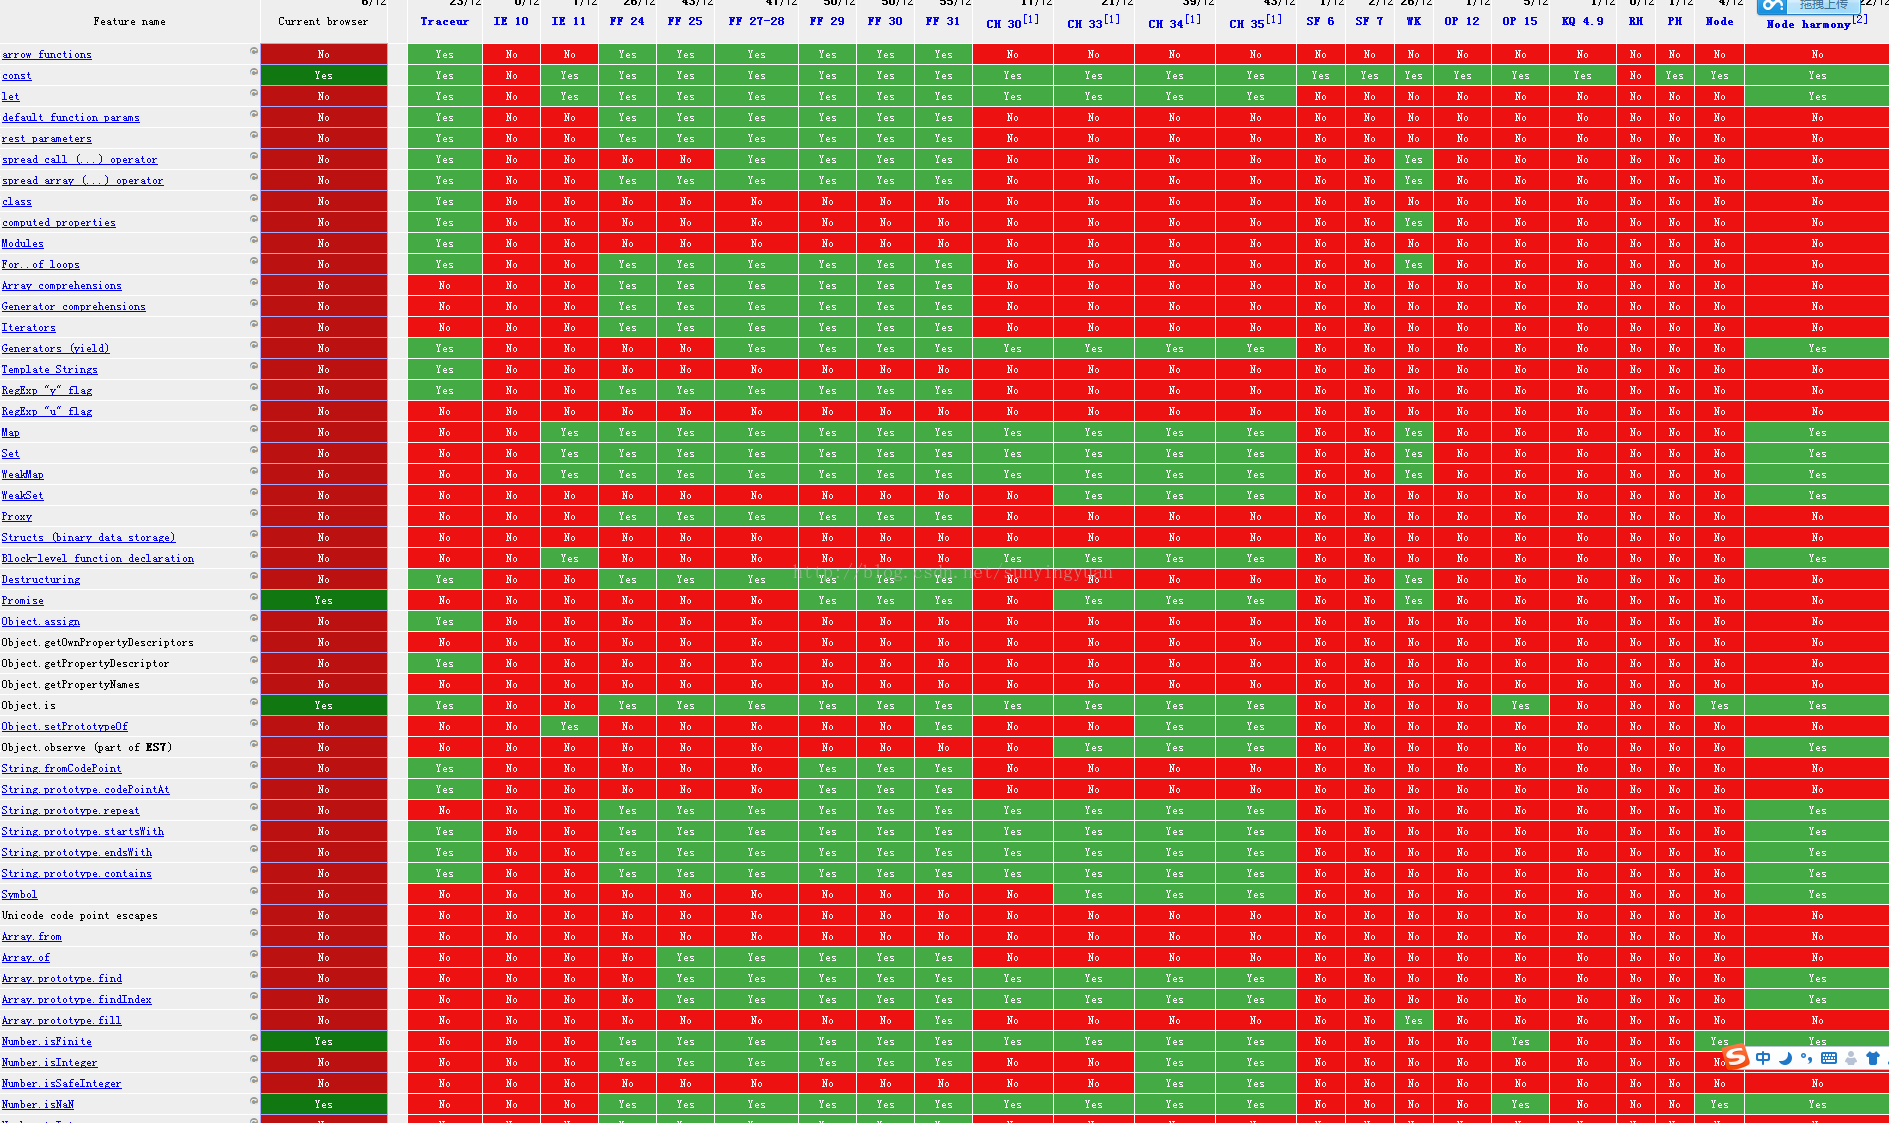 拖拽上传
Feature name Current browser Traceur IE 10 IE 11 FF 24 FF 25 FF 27-28 FF 29 FF 30 FF 31 CH 30[1] CH 33[1] CH 34[1] CH 35[1] SF 6 SF 7 WK OP 12 OP 15 KQ 4.9 RH PH Node Node harmony[2]
arrow functions No Yes No No Yes Yes Yes Yes Yes Yes No No No No No No No No No No No No No No
const Yes Yes No Yes Yes Yes Yes Yes Yes Yes Yes Yes Yes Yes Yes Yes Yes Yes Yes Yes No Yes Yes Yes
let No Yes No Yes Yes Yes Yes Yes Yes Yes Yes Yes Yes Yes No No No No No No No No No Yes
default function params No Yes No No Yes Yes Yes Yes Yes Yes No No No No No No No No No No No No No No
rest parameters No Yes No No Yes Yes Yes Yes Yes Yes No No No No No No No No No No No No No No
spread call (...) operator No Yes No No No No Yes Yes Yes Yes No No No No No No Yes No No No No No No No
spread array (...) operator No Yes No No Yes Yes Yes Yes Yes Yes No No No No No No Yes No No No No No No No
class No Yes No No No No No No No No No No No No No No No No No No No No No No
computed properties No Yes No No No No No No No No No No No No No No Yes No No No No No No No
Modules No Yes No No No No No No No No No No No No No No No No No No No No No No
For..of loops No Yes No No Yes Yes Yes Yes Yes Yes No No No No No No Yes No No No No No No No
Array comprehensions No No No No Yes Yes Yes Yes Yes Yes No No No No No No No No No No No No No No
Generator comprehensions No No No No Yes Yes Yes Yes Yes Yes No No No No No No No No No No No No No No
Iterators No No No No Yes Yes Yes Yes Yes Yes No No No No No No No No No No No No No No
Generators (yield) No Yes No No No No Yes Yes Yes Yes Yes Yes Yes Yes No No No No No No No No No Yes
Template Strings No Yes No No No No No No No No No No No No No No No No No No No No No No
RegExp "y" flag No Yes No No Yes Yes Yes Yes Yes Yes No No No No No No No No No No No No No No
RegExp "u" flag No No No No No No No No No No No No No No No No No No No No No No No No
Map No No No Yes Yes Yes Yes Yes Yes Yes Yes Yes Yes Yes No No Yes No No No No No No Yes
Set No No No Yes Yes Yes Yes Yes Yes Yes Yes Yes Yes Yes No No Yes No No No No No No Yes
WeakMap No No No Yes Yes Yes Yes Yes Yes Yes Yes Yes Yes Yes No No Yes No No No No No No Yes
WeakSet No No No No No No No No No No No Yes Yes Yes No No No No No No No No No Yes
Proxy No No No No Yes Yes Yes Yes Yes Yes No No No No No No No No No No No No No No
Structs (binary data storage) No No No No No No No No No No No No No No No No No No No No No No No No
Block-level function declaration No No No Yes No No No No No No Yes Yes Yes Yes No No No No No No No No No Yes
http://blog.csdn.net/sunyingyuan
Destructuring No Yes No No Yes Yes Yes Yes Yes Yes No No No No No No Yes No No No No No No No
Promise Yes No No No No No No Yes Yes Yes No Yes Yes Yes No No Yes No No No No No No No
Object.assign No Yes No No No No No No No No No No No No No No No No No No No No No No
Object.getOwnPropertyDescriptors No No No No No No No No No No No No No No No No No No No No No No No No
Object.getPropertyDescriptor No Yes No No No No No No No No No No No No No No No No No No No No No No
Object.getPropertyNames No No No No No No No No No No No No No No No No No No No No No No No No
Object.is Yes Yes No No Yes Yes Yes Yes Yes Yes Yes Yes Yes Yes No No No No Yes No No No Yes Yes
Object.setPrototypeOf No No No Yes No No No No No Yes No No Yes Yes No No No No No No No No No No
Object.observe (part of ES7) No No No No No No No No No No No Yes Yes Yes No No No No No No No No No Yes
String.fromCodePoint No Yes No No No No No Yes Yes Yes No No No No No No No No No No No No No No
String.prototype.codePointAt No Yes No No No No No Yes Yes Yes No No No No No No No No No No No No No No
String.prototype.repeat No No No No Yes Yes Yes Yes Yes Yes Yes Yes Yes Yes No No No No No No No No No Yes
String.prototype.startsWith No Yes No No Yes Yes Yes Yes Yes Yes Yes Yes Yes Yes No No No No No No No No No Yes
String.prototype.endsWith No Yes No No Yes Yes Yes Yes Yes Yes Yes Yes Yes Yes No No No No No No No No No Yes
String.prototype.contains No Yes No No Yes Yes Yes Yes Yes Yes Yes Yes Yes Yes No No No No No No No No No Yes
Symbol No No No No No No No No No No No Yes Yes Yes No No No No No No No No No Yes
Unicode code point escapes No No No No No No No No No No No No No No No No No No No No No No No No
Array.from No No No No No No No No No No No No No No No No No No No No No No No No
Array.of No No No No No Yes Yes Yes Yes Yes No No No No No No No No No No No No No No
Array.prototype.find No No No No No Yes Yes Yes Yes Yes Yes Yes Yes Yes No No No No No No No No No Yes
Array.prototype.findIndex No No No No No Yes Yes Yes Yes Yes Yes Yes Yes Yes No No No No No No No No No Yes
Array.prototype.fill No No No No No No No No No Yes No No No No No No Yes No No No No No No No
Number.isFinite Yes No No No Yes Yes Yes Yes Yes Yes Yes Yes Yes Yes No No No No Yes No No No Yes Yes
Number.isInteger No No No No Yes Yes Yes Yes Yes Yes No No Yes Yes No No No No No No No No No
中
Number.isSafeInteger No No No No No No No No No No No No Yes Yes No No No No No No No No No No
Number.isNaN Yes No No No Yes Yes Yes Yes Yes Yes Yes Yes Yes Yes No No No No Yes No No No Yes Yes